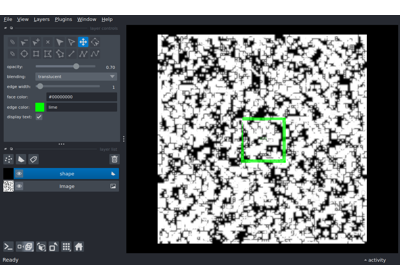 File View Layers Plugins Window Help
opacity: 0.70
blending: translucent
edge width: 1
face color: #00000000
edge color: lime
display text:
shape
Image
Ready
activity